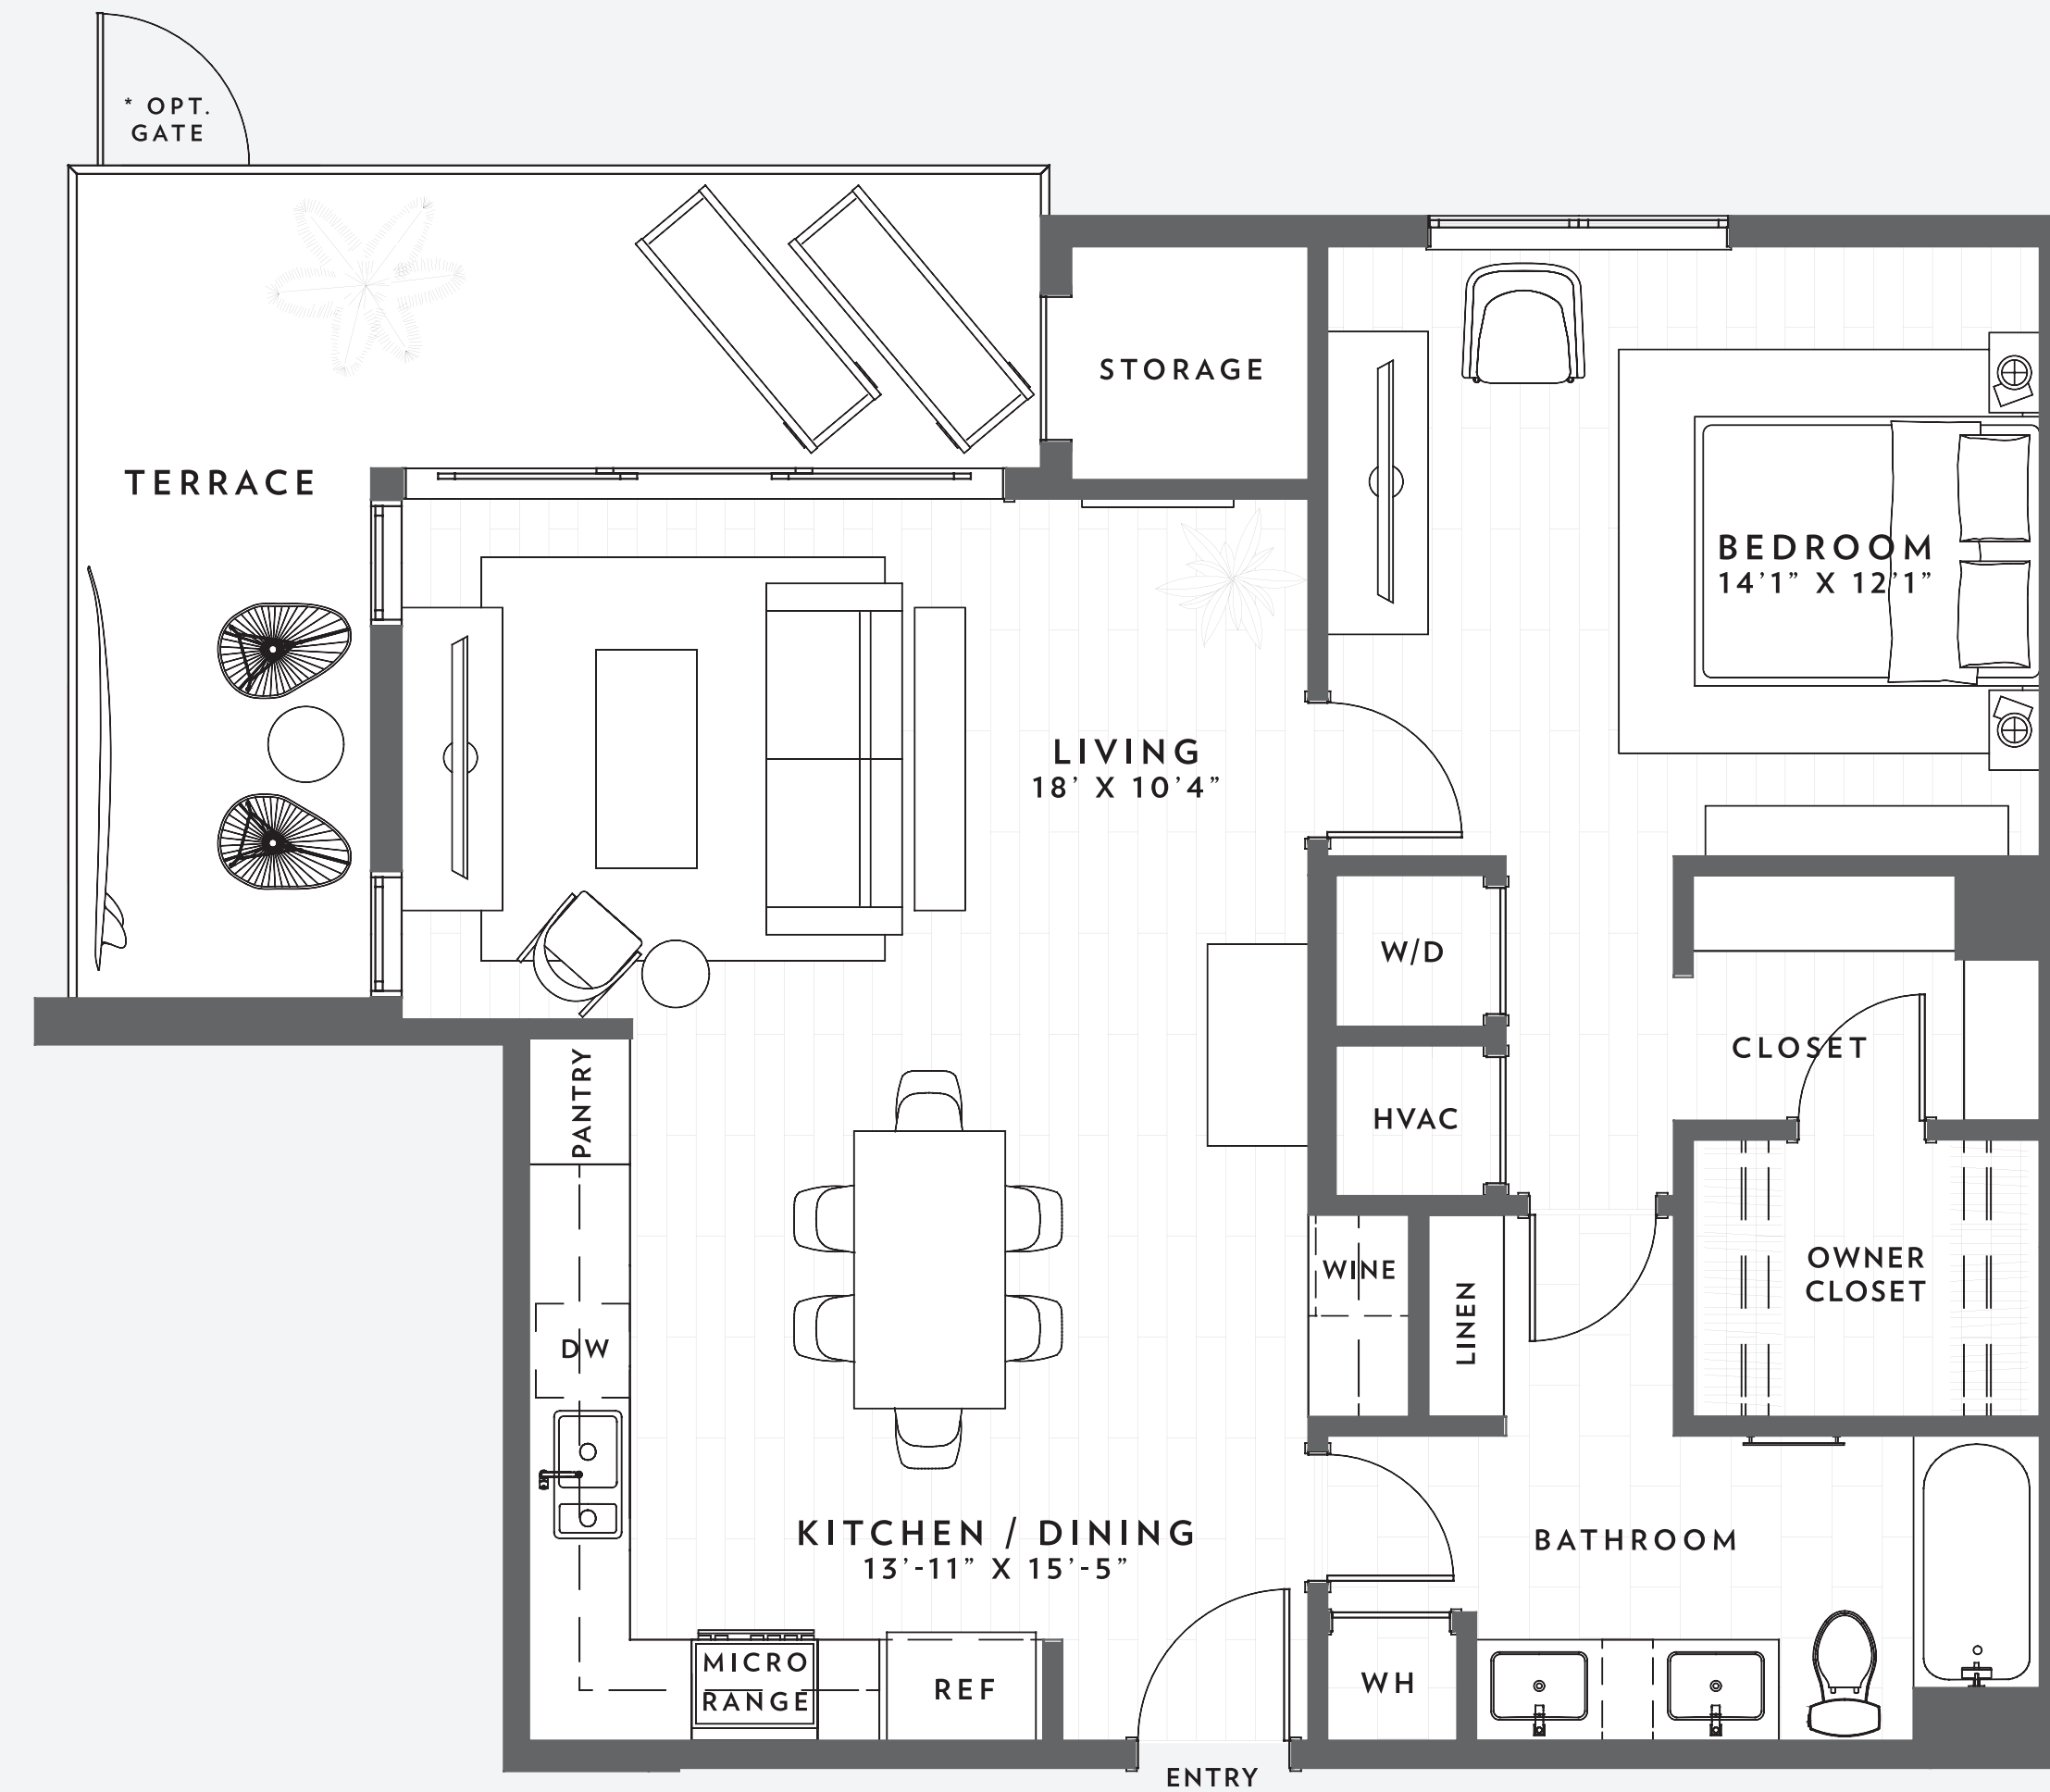 * OPT.
GATE
STORAGE
TERRACE
BEDROOM
14'1” X 12'1”
LIVING
18' X 10'4”
W/D
CLOSET
PANTRY
HVAC
WINE
OWNER
CLOSET
LINEN
DW
KITCHEN / DINING
13'-11” X 15'-5”
BATHROOM
MICRO
RANGE
REF
WH
ENTRY